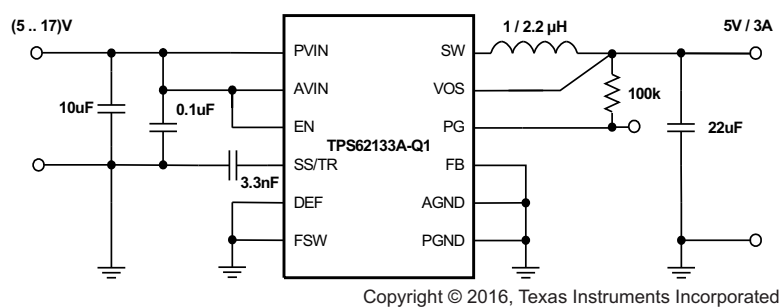 (5 .. 17)V
1 / 2.2 µH
5V / 3A
PVIN
SW
AVIN
VOS
10uF
0.1uF
100k
EN
PG
22uF
TPS62133A-Q1
SS/TR
FB
3.3nF
DEF
AGND
FSW
PGND
Copyright © 2016, Texas Instruments Incorporated